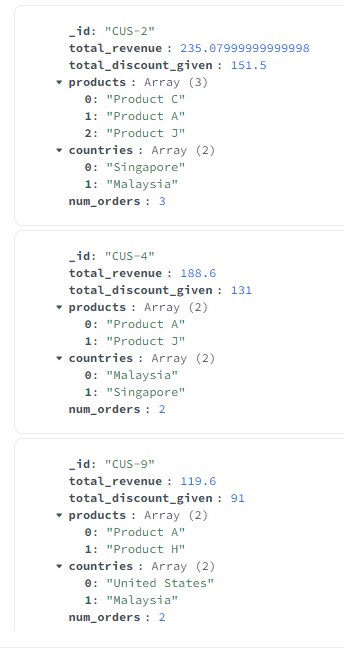 _id: "CUS-2"
total_revenue : 235.07999999999998
total_discount_given : 151.5
products : Array (3)
0: "Product C"
1: "Product A"
2: "Product J"
countries : Array (2)
0: "Singapore"
1: "Malaysia"
num_orders : 3
_id: "CUS-4"
total_revenue : 188.6
total_discount_given : 131
products : Array (2)
0: "Product A"
1: "Product J"
countries : Array (2)
0: "Malaysia"
1: "Singapore"
num_orders : 2
_id: "CUS-9"
total_revenue : 119.6
total_discount_given : 91
products : Array (2)
0: "Product A"
1: "Product H"
countries : Array (2)
0: "United States"
1: "Malaysia"
num_orders : 2